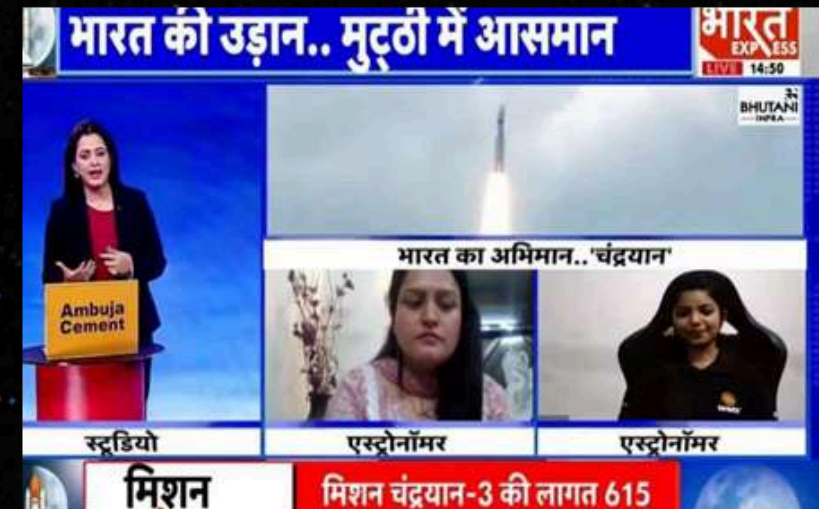 भारत की उड़ान.. मुट्ठी में आसमान
भारत
EXPRESS
LIVE 14:50
BHUTANI
INFRA
भारत का अभिमान..'चंद्रयान'
Ambuja
Cement
स्टूडियो
एस्ट्रोनॉमर
एस्ट्रोनॉमर
मिशन
मिशन चंद्रयान-3 की लागत 615